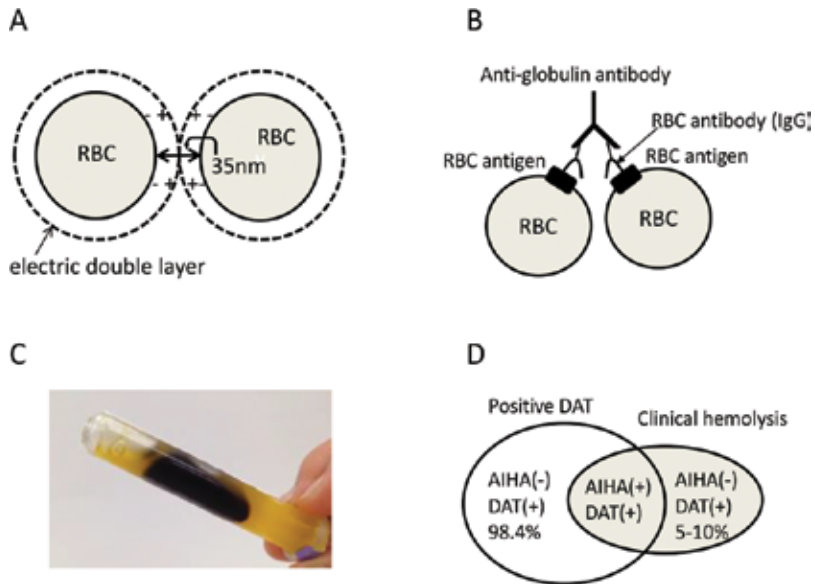 A
RBC
RBC
35nm
electric double layer
B
Anti-globulin antibody
RBC antibody (IgG)
RBC antigen
RBC antigen
RBC
RBC
C
D
Positive DAT
Clinical hemolysis
AIHA(-)
DAT(+)
98.4%
AIHA(+)
DAT(+)
AIHA(-)
DAT(+)
5-10%